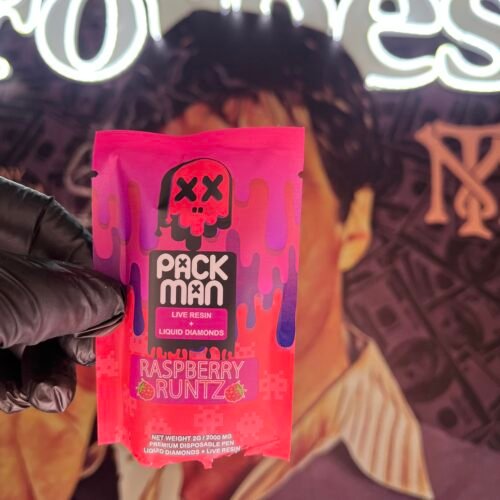 PACK
MAN
LIVE RESIN
+
LIQUID DIAMONDS
RASPBERRY
RUNTZ
NET WEIGHT 2G / 2000 MG
PREMIUM DISPOSABLE PEN
LIQUID DIAMONDS + LIVE RESIN